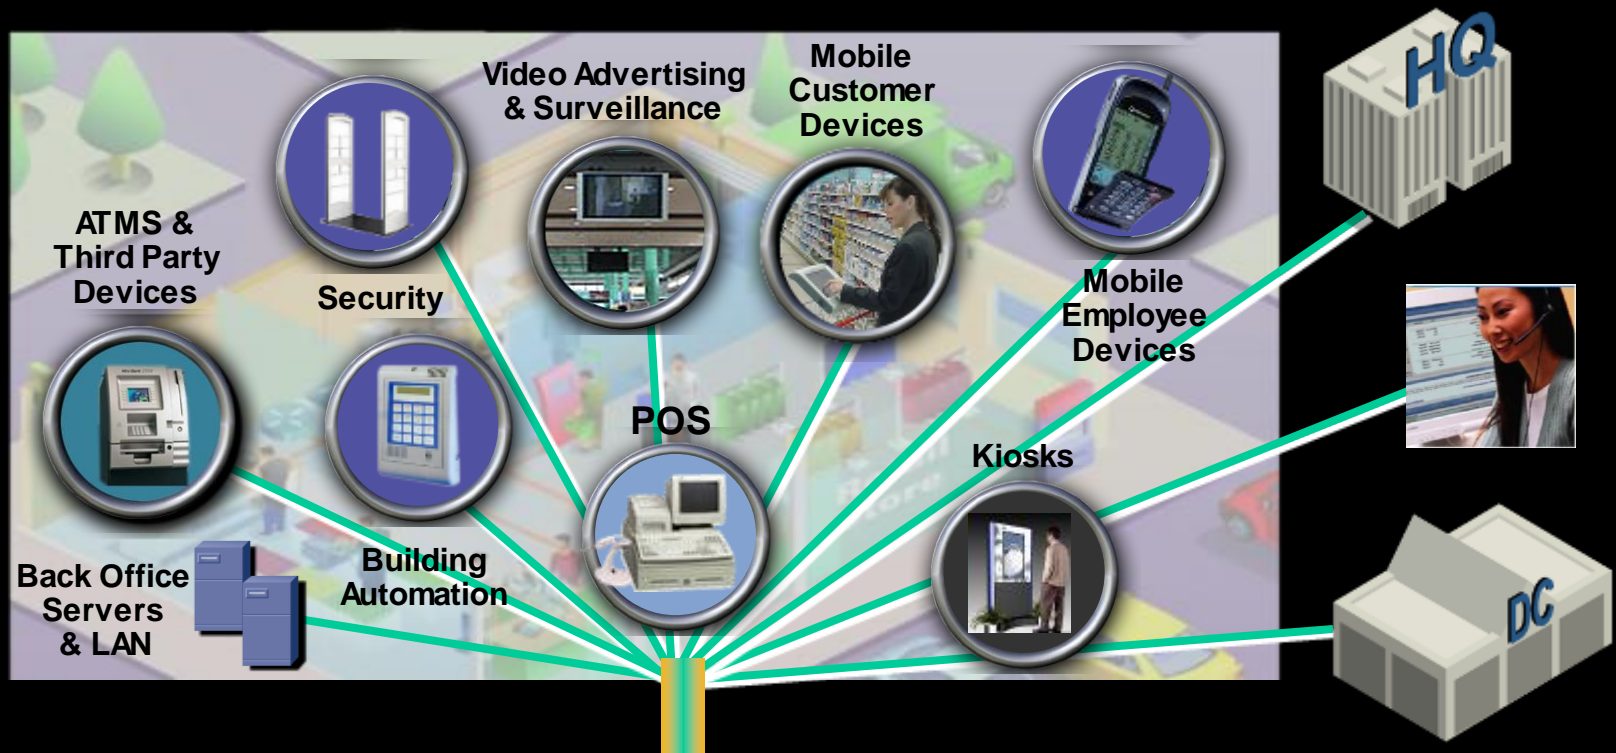 HQ
Video Advertising
& Surveillance
Mobile
Customer
Devices
ATMS &
Third Party
Devices
Security
Mobile
Employee
Devices
POS
Kiosks
Store
Back Office
Servers
& LAN
Building
Automation
DC